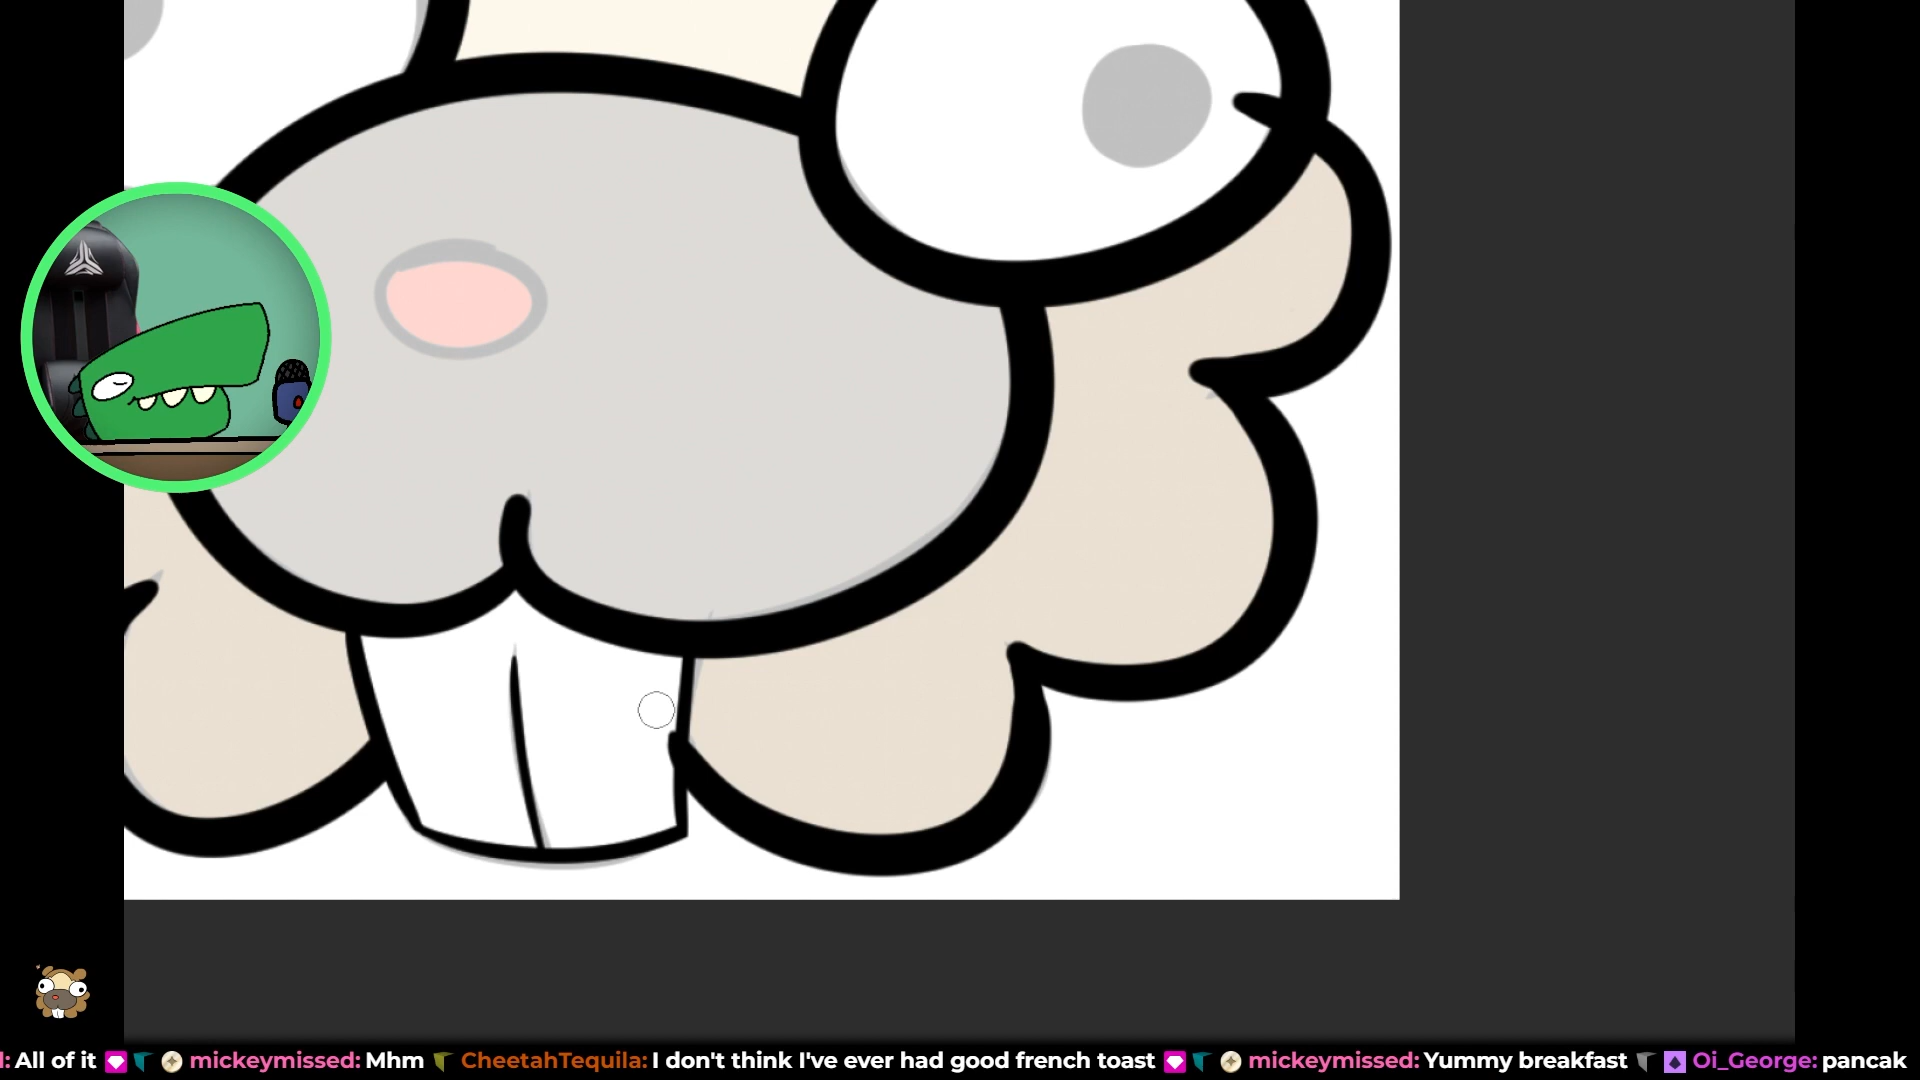 : All of it mickeymissed: Mhm CheetahTequila: I don't think I've ever had good french toast mickeymissed: Yummy breakfast Oi_George: pancak